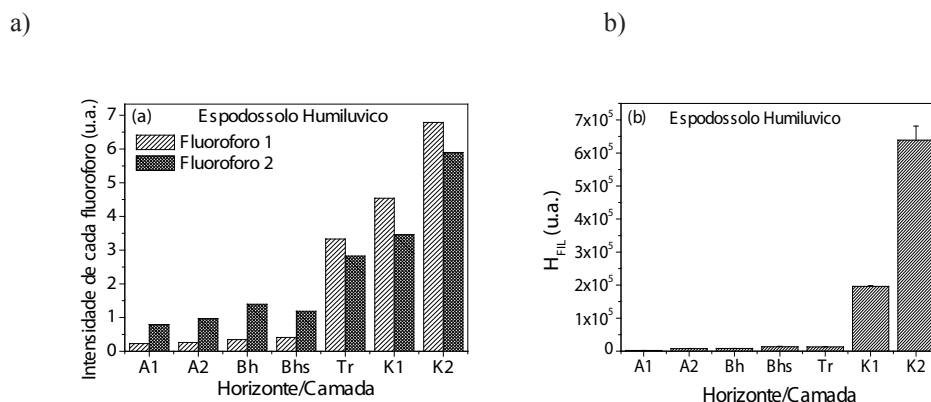 a)
b)
(a) Espodossolo Humiluvico
Fluoroforo 1
Fluoroforo 2
Intensidade de cada fluoroforo (u.a.)
7
6
5
4
3
2
1
0
A1 A2 Bh Bhs Tr K1 K2
Horizonte/Camada
(b) Espodossolo Humiluvico
H_FIL (u.a.)
7x10⁵
6x10⁵
5x10⁵
4x10⁵
3x10⁵
2x10⁵
1x10⁵
0
A1 A2 Bh Bhs Tr K1 K2
Horizonte/Camada